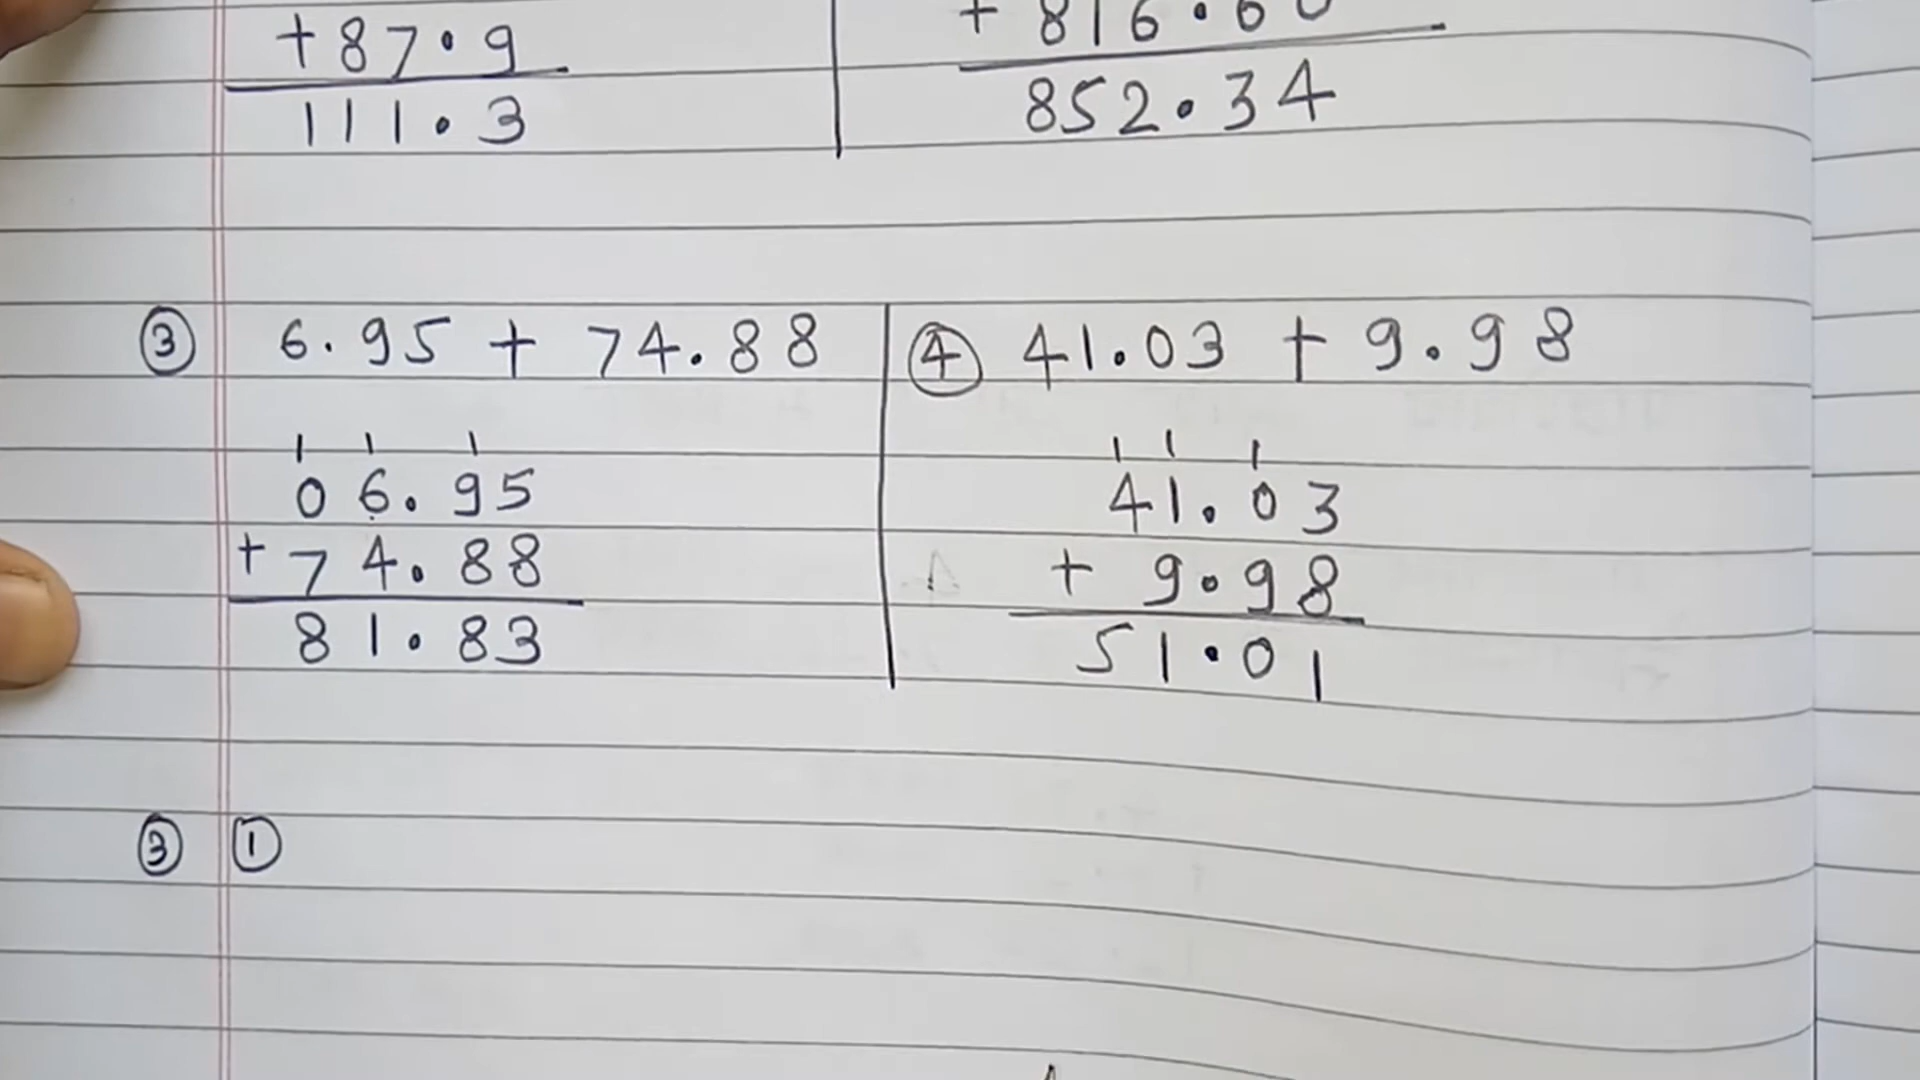 + 87.9
111.3
852.34
③ 6.95 + 74.88
1 1 1
06.95
+ 74.88
81.83
④ 41.03 + 9.98
1 1 1
41.03
+ 9.98
51.01
③ ①